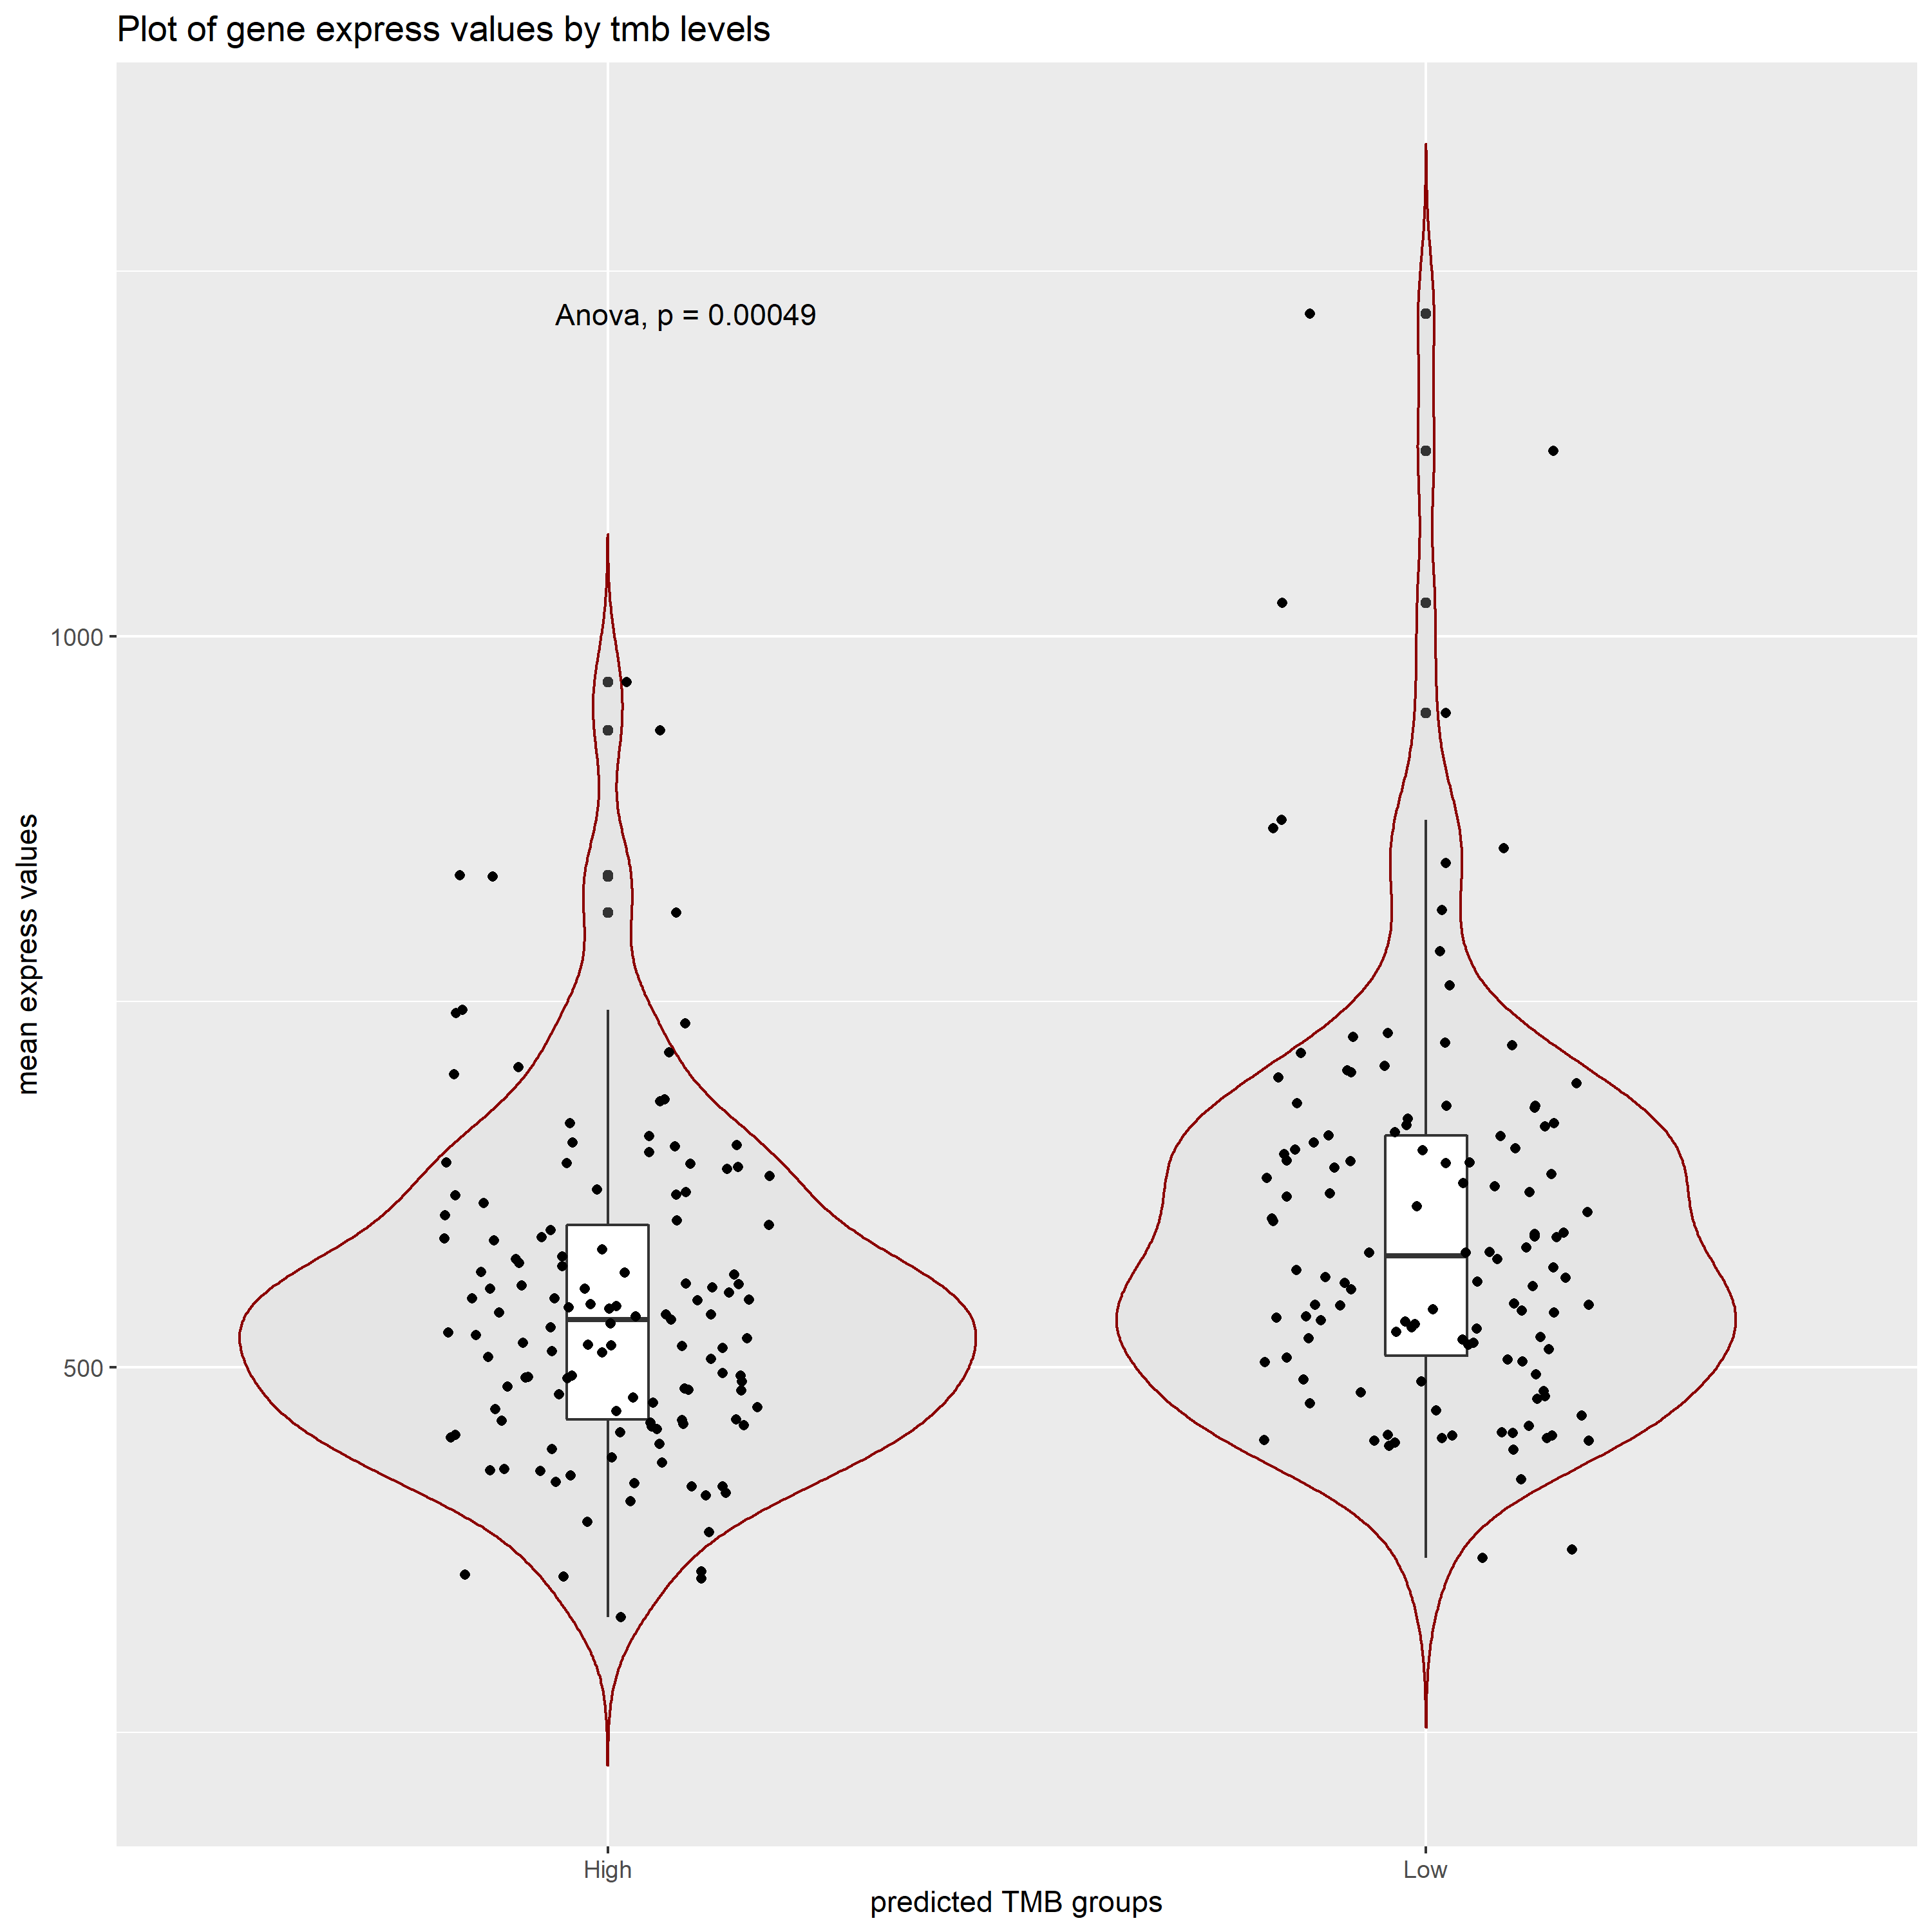 Plot of gene express values by tmb levels
Anova, p = 0.00049
1000
500
mean express values
High
Low
predicted TMB groups